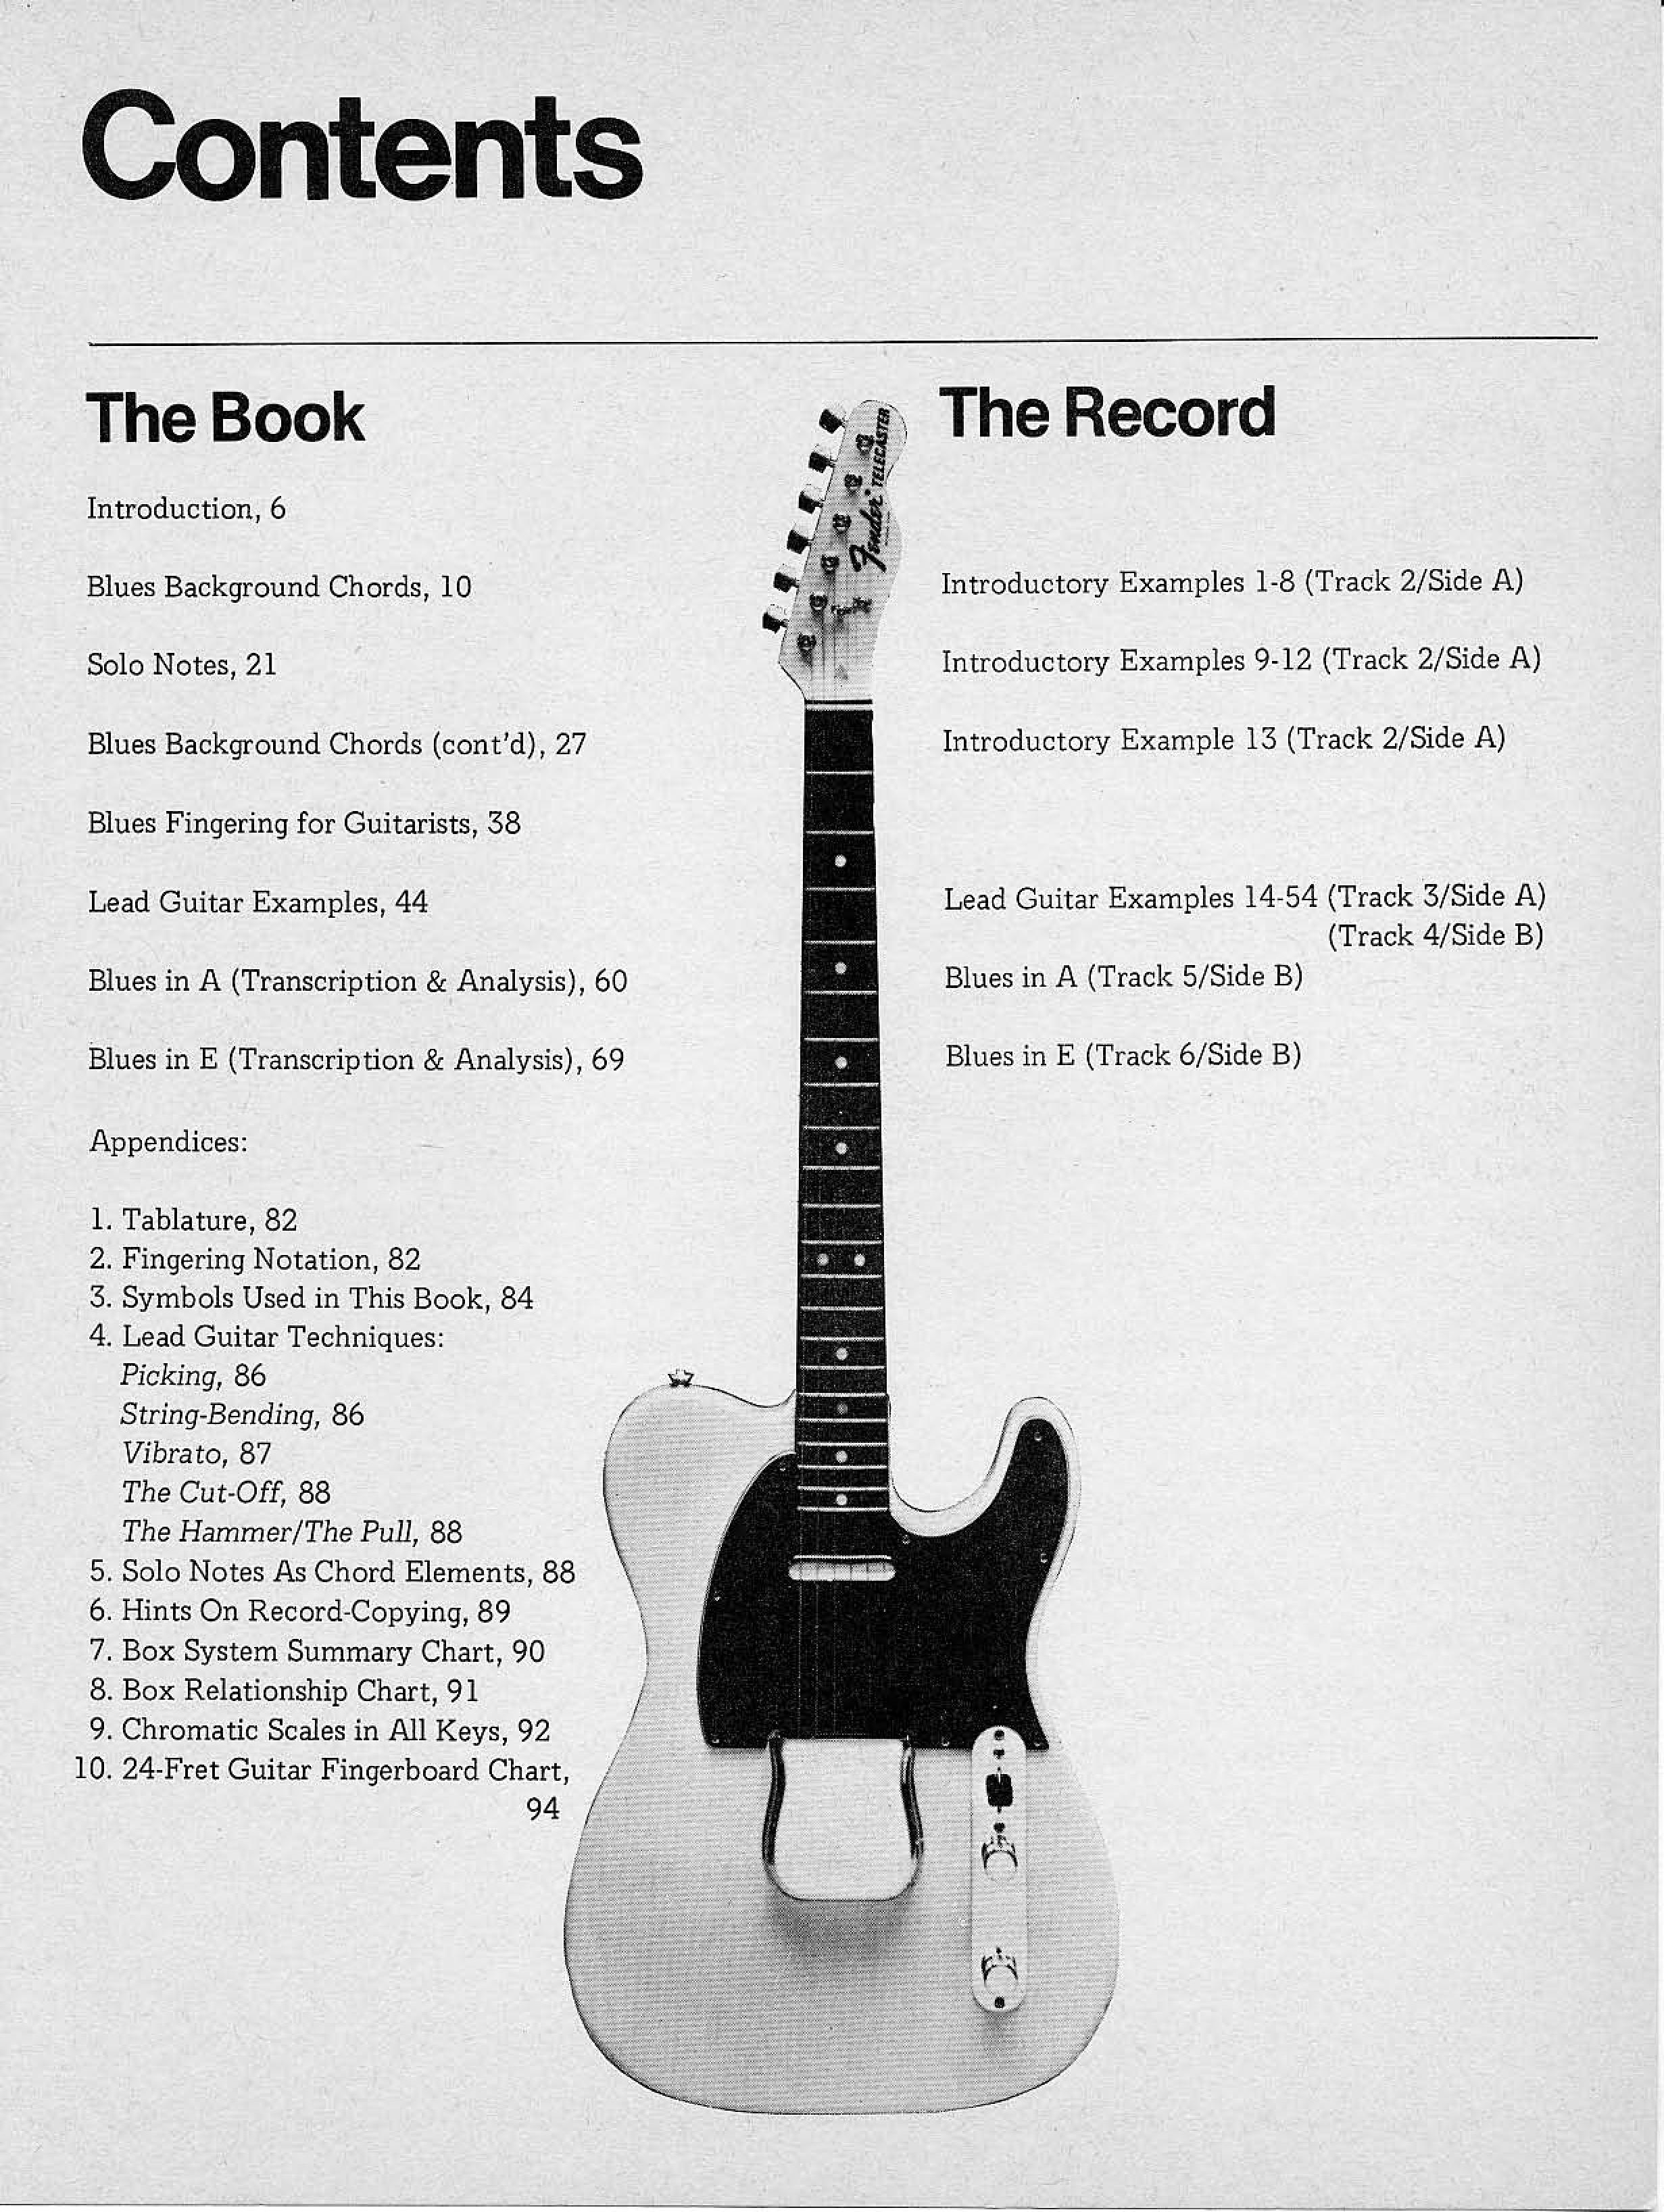 Contents
The Book
Introduction, 6
Blues Background Chords, 10
Solo Notes, 21
Blues Background Chords (cont'd), 27
Blues Fingering for Guitarists, 38
Lead Guitar Examples, 44
Blues in A (Transcription & Analysis), 60
Blues in E (Transcription & Analysis), 69
Appendices:
1. Tablature, 82
2. Fingering Notation, 82
3. Symbols Used in This Book, 84
4. Lead Guitar Techniques:
Picking, 86
String-Bending, 86
Vibrato, 87
The Cut-Off, 88
The Hammer/The Pull, 88
5. Solo Notes As Chord Elements, 88
6. Hints On Record-Copying, 89
7. Box System Summary Chart, 90
8. Box Relationship Chart, 91
9. Chromatic Scales in All Keys, 92
10. 24-Fret Guitar Fingerboard Chart,
94
Fender® TELECASTER
The Record
Introductory Examples 1-8 (Track 2/Side A)
Introductory Examples 9-12 (Track 2/Side A)
Introductory Example 13 (Track 2/Side A)
Lead Guitar Examples 14-54 (Track 3/Side A)
(Track 4/Side B)
Blues in A (Track 5/Side B)
Blues in E (Track 6/Side B)